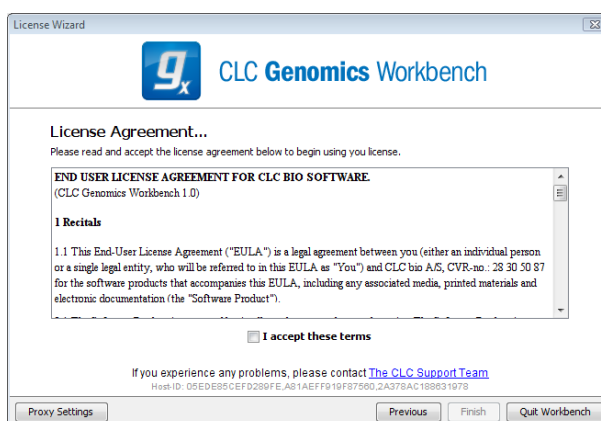 License Wizard
gx
CLC Genomics Workbench
License Agreement...
Please read and accept the license agreement below to begin using you license.
END USER LICENSE AGREEMENT FOR CLC BIO SOFTWARE.
(CLC Genomics Workbench 1.0)
1 Recitals
1.1 This End-User License Agreement ("EULA") is a legal agreement between you (either an individual person
or a single legal entity, who will be referred to in this EULA as "You") and CLC bio A/S, CVR-no.: 28 30 50 87
for the software products that accompanies this EULA, including any associated media, printed materials and
electronic documentation (the "Software Product").
I accept these terms
If you experience any problems, please contact The CLC Support Team
Host-ID: 05EDE85CEFD289FE,A81AEFF919F87560,2A378AC188631978
Proxy Settings
Previous
Finish
Quit Workbench